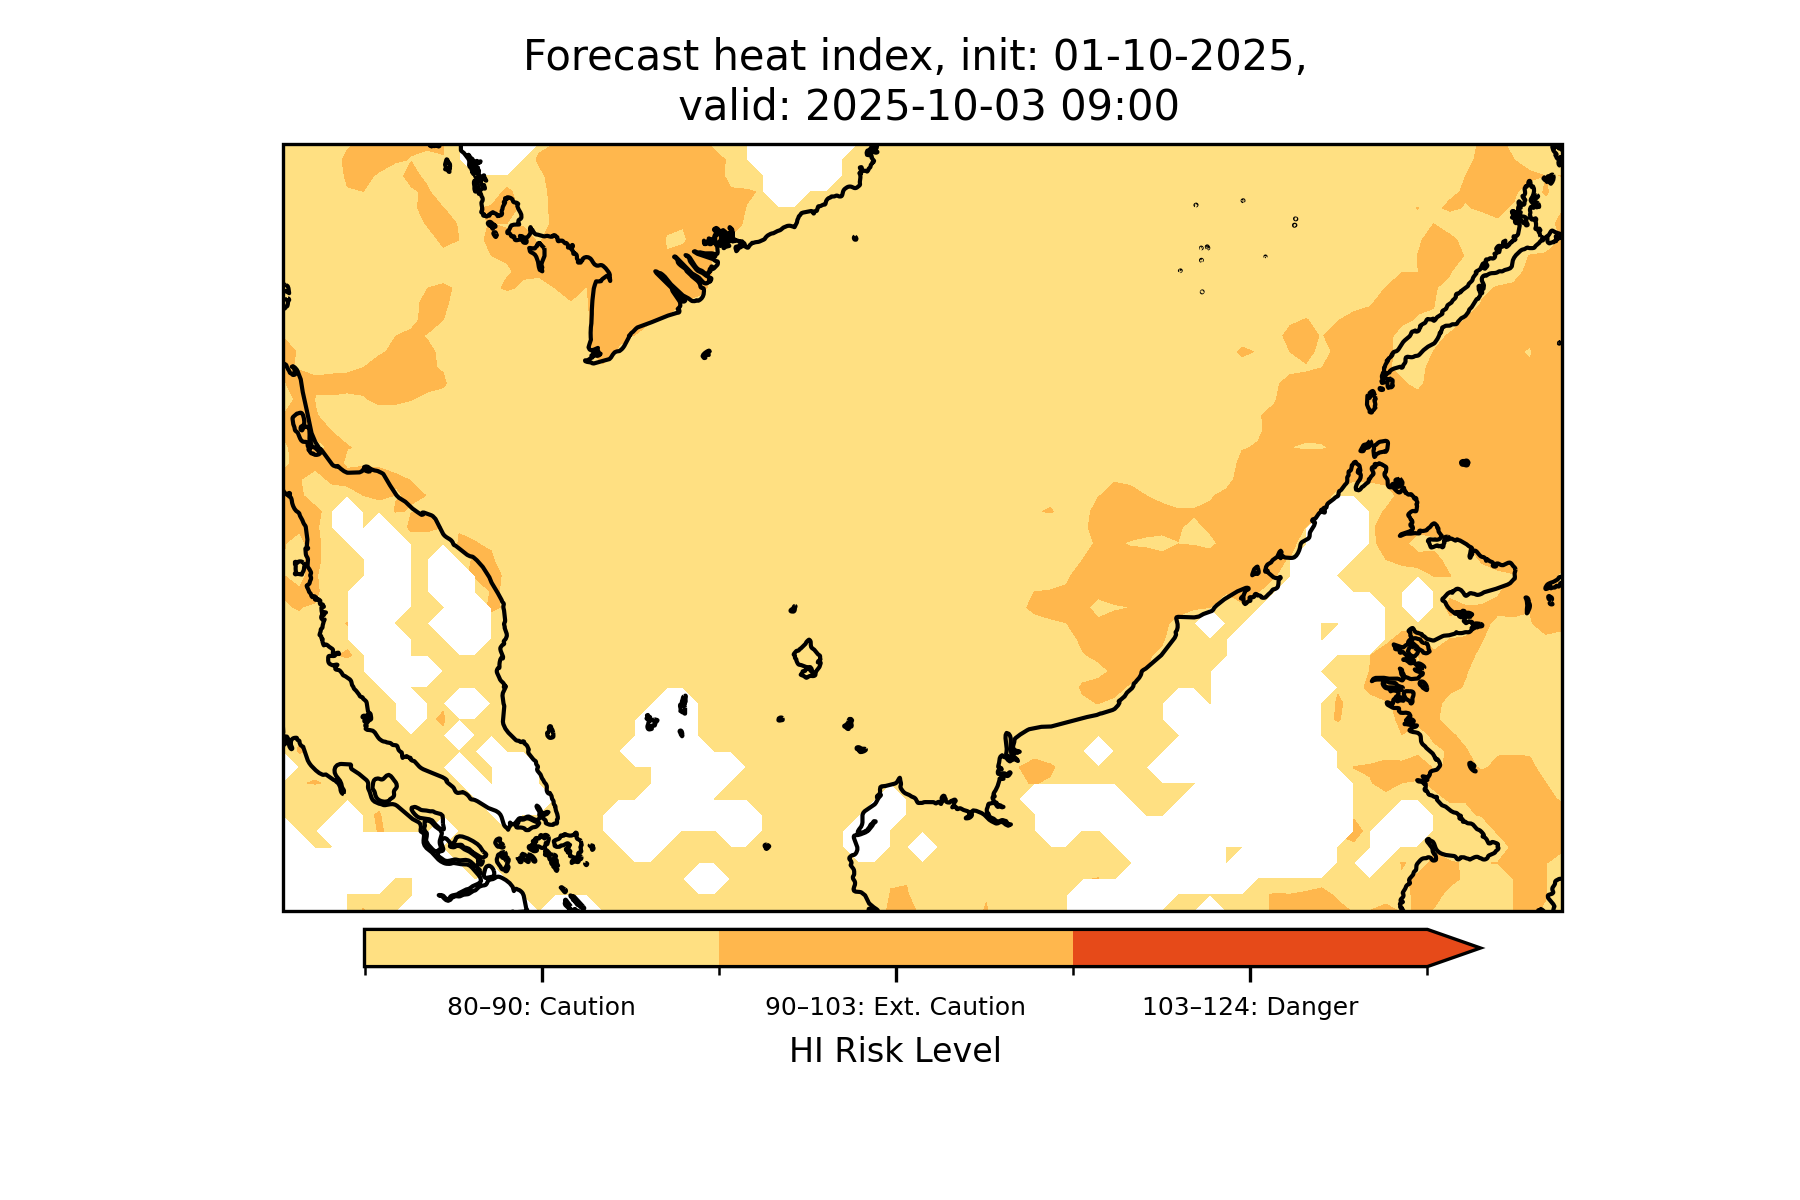 Forecast heat index, init: 01-10-2025,
valid: 2025-10-03 09:00
80–90: Caution
90–103: Ext. Caution
103–124: Danger
HI Risk Level